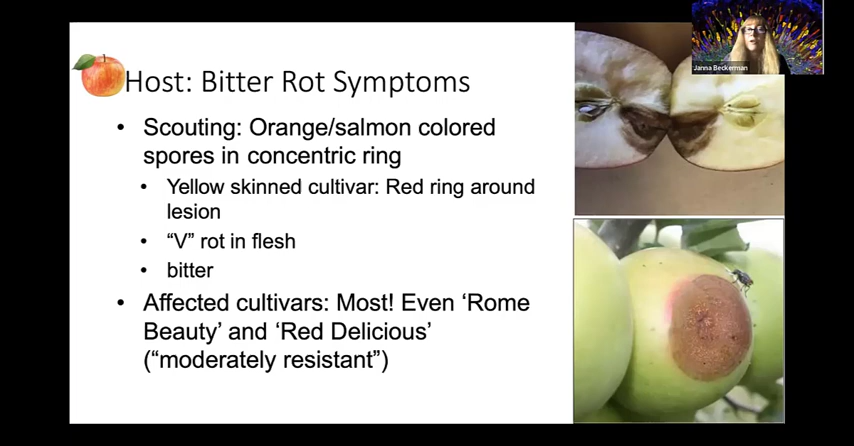 Janna Beckerman
Host: Bitter Rot Symptoms
• Scouting: Orange/salmon colored
spores in concentric ring
• Yellow skinned cultivar: Red ring around
lesion
• “V” rot in flesh
• bitter
• Affected cultivars: Most! Even ‘Rome
Beauty’ and ‘Red Delicious’
(“moderately resistant”)